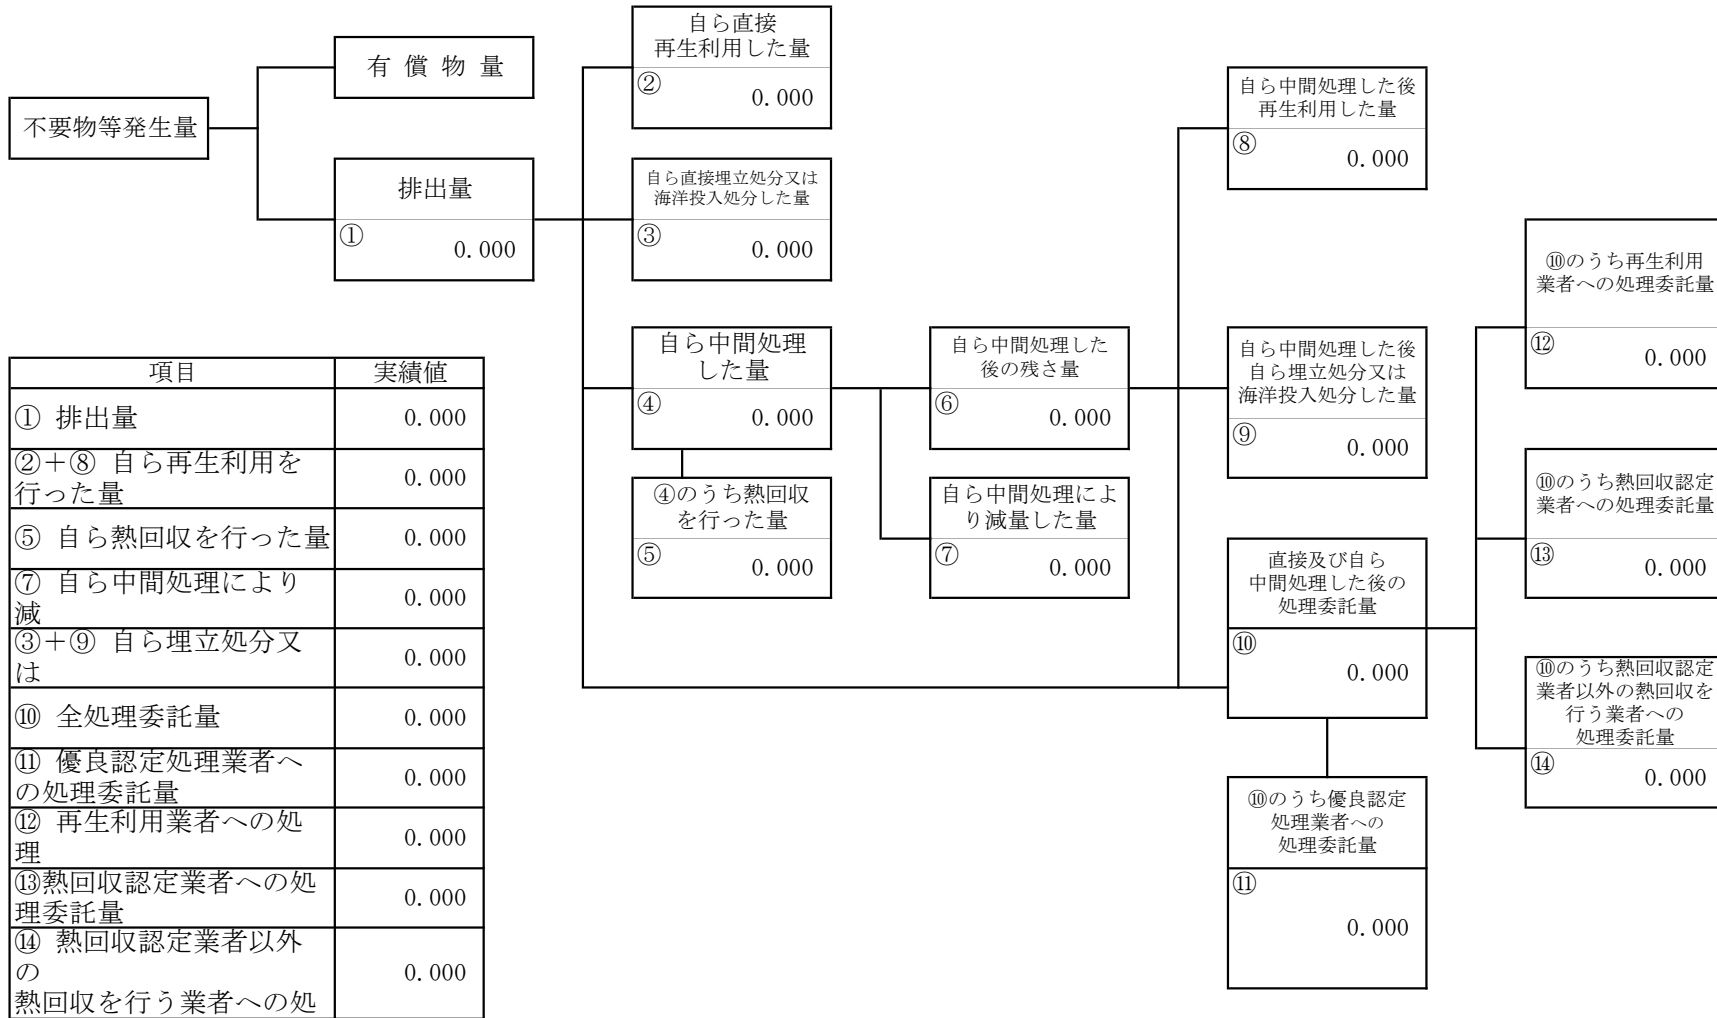 不要物等発生量
有 償 物 量
排出量
①
0.000
自ら直接
再生利用した量
②
0.000
自ら直接埋立処分又は
海洋投入処分した量
③
0.000
自ら中間処理
した量
④
0.000
④のうち熱回収
を行った量
⑤
0.000
自ら中間処理した
後の残さ量
⑥
0.000
自ら中間処理によ
り減量した量
⑦
0.000
自ら中間処理した後
再生利用した量
⑧
0.000
自ら中間処理した後
自ら埋立処分又は
海洋投入処分した量
⑨
0.000
直接及び自ら
中間処理した後の
処理委託量
⑩
0.000
⑩のうち優良認定
処理業者への
処理委託量
⑪
0.000
⑩のうち再生利用
業者への処理委託量
⑫
0.000
⑩のうち熱回収認定
業者への処理委託量
⑬
0.000
⑩のうち熱回収認定
業者以外の熱回収を
行う業者への
処理委託量
⑭
0.000
項目 実績値
① 排出量 0.000
②＋⑧ 自ら再生利用を
行った量 0.000
⑤ 自ら熱回収を行った量 0.000
⑦ 自ら中間処理により
減 0.000
③＋⑨ 自ら埋立処分又
は 0.000
⑩ 全処理委託量 0.000
⑪ 優良認定処理業者へ
の処理委託量 0.000
⑫ 再生利用業者への処
理 0.000
⑬熱回収認定業者への処
理委託量 0.000
⑭ 熱回収認定業者以外
の 0.000
熱回収を行う業者への処